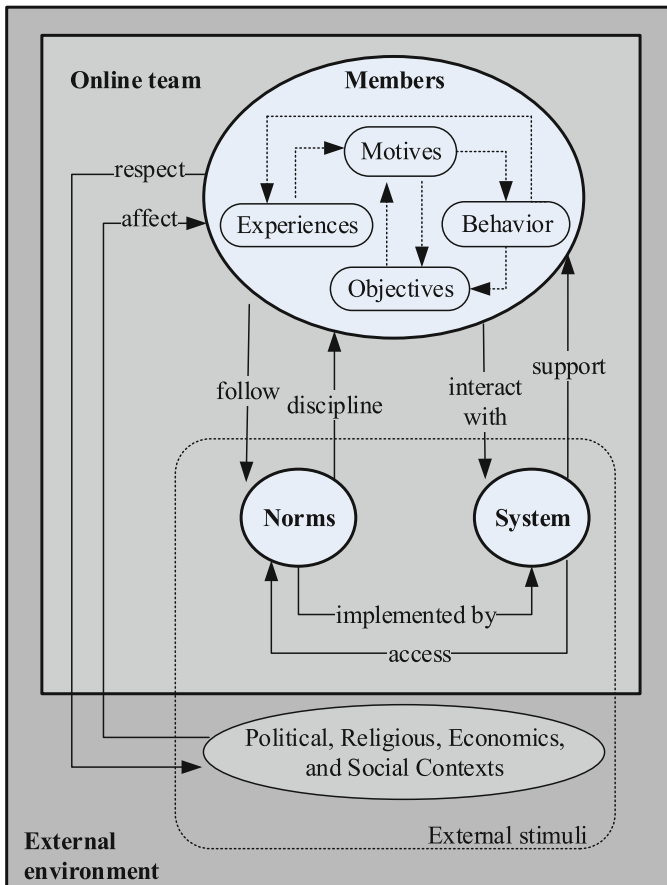 Online team
Members
respect
Motives
affect
Experiences
Behavior
Objectives
follow
discipline
interact
with
support
Norms
System
implemented by
access
Political, Religious, Economics,
and Social Contexts
External stimuli
External
environment